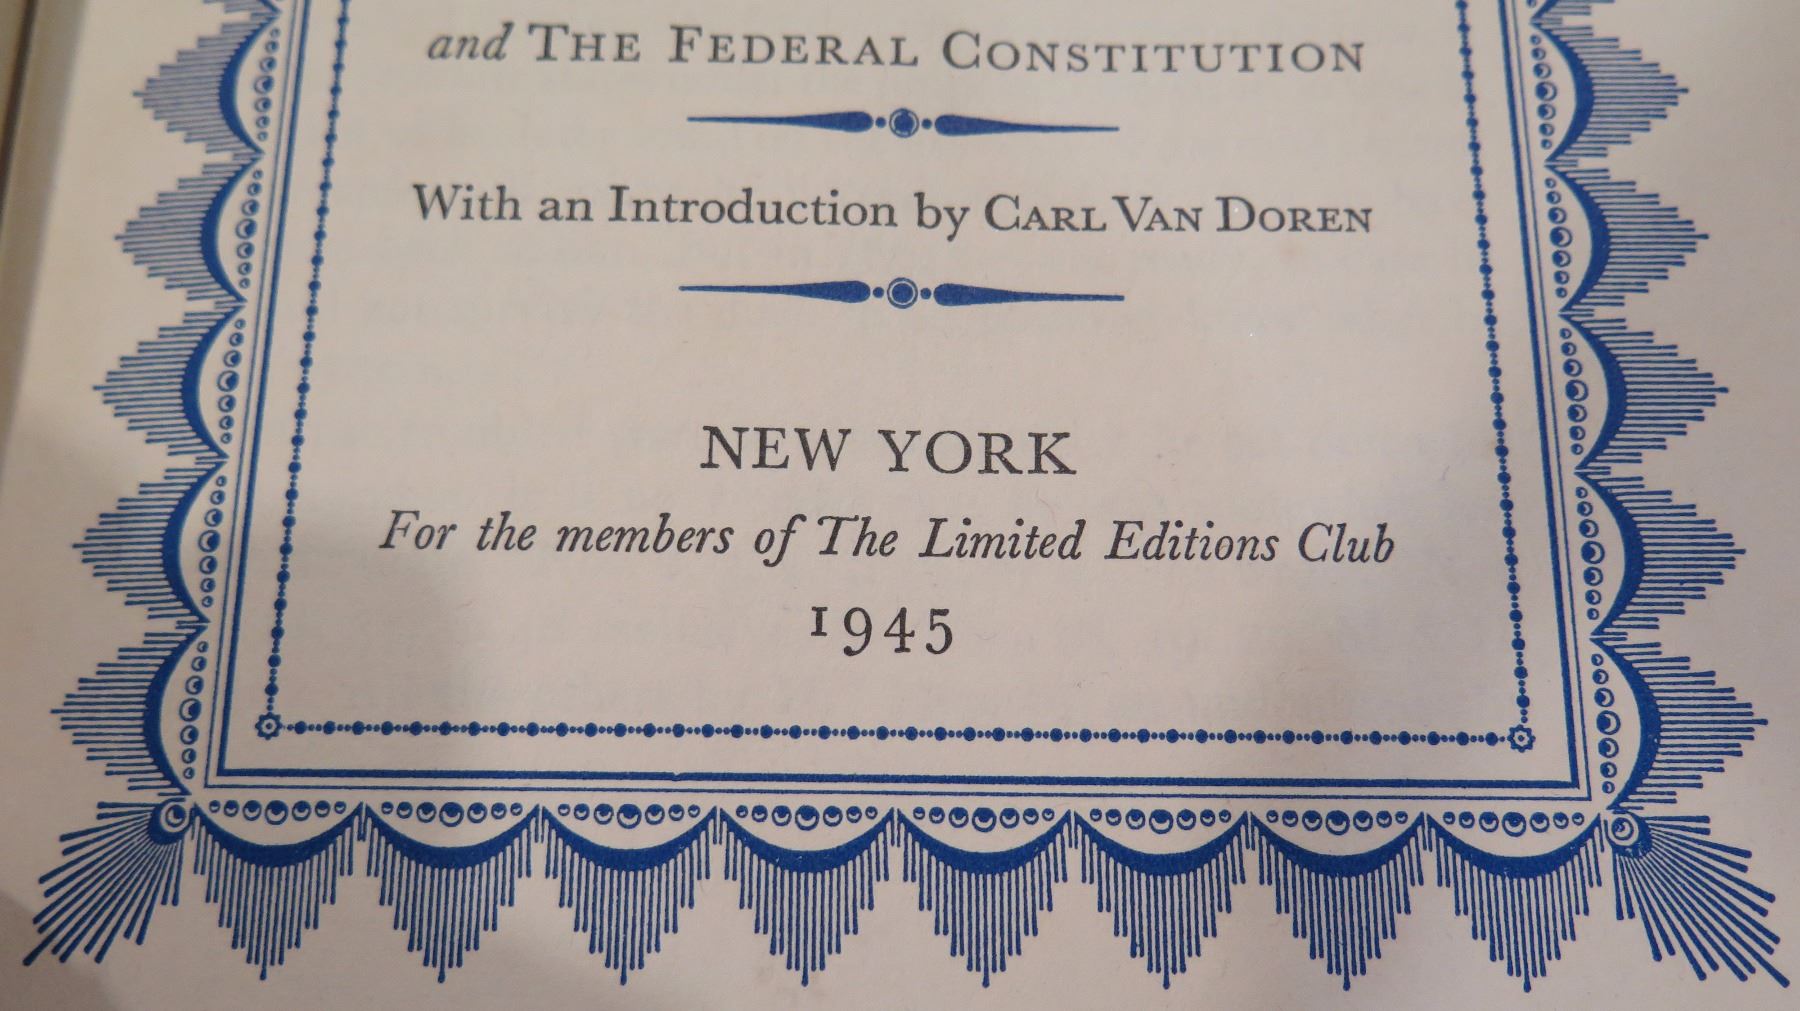 and THE FEDERAL CONSTITUTION
With an Introduction by CARL VAN DOREN
NEW YORK
For the members of The Limited Editions Club
1945